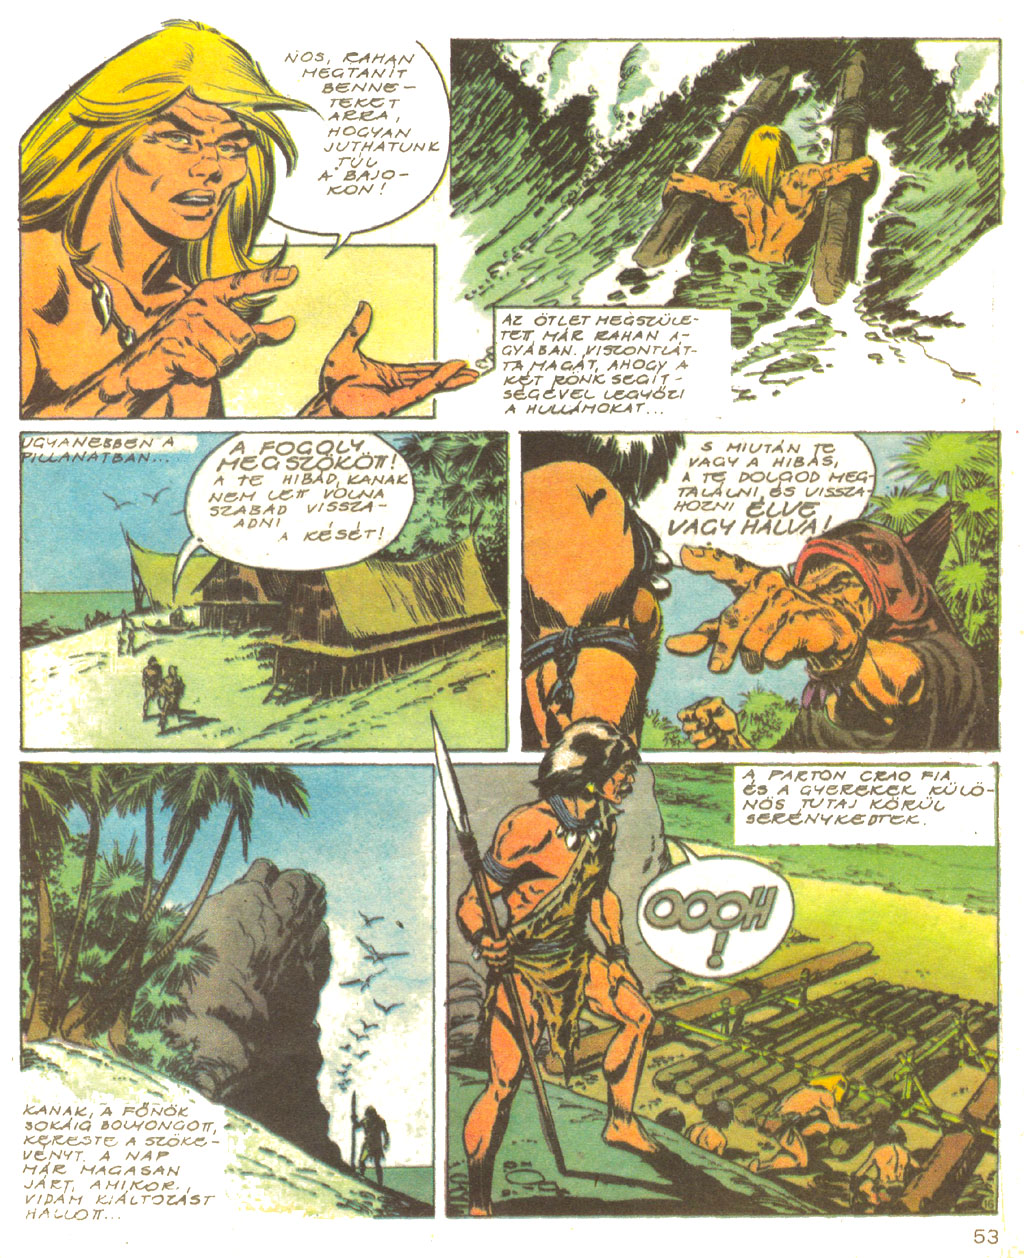 NOS, RAHAN
MEGTANÍT
BENNE-
TEKET
ARRA,
HOGYAN
JUTHATUNK
TÚL
A BAJO-
KON!
AZ ÖTLET MEGSZÜLE-
TETT MÁR RAHAN A-
GYÁBAN. VISZONTLÁT-
TA MAGÁT, AHOGY A
KÉT RÖNK SEGÍT-
SÉGÉVEL LEGYŐZI
A HULLÁMOKAT...
UGYANEBBEN A
PILLANATBAN...
A FOGOLY
MEGSZÖKÖTT!
A TE HIBÁD, KANAK
NEM LETT VOLNA
SZABAD VISSZA-
ADNI
A KÉSÉT!
S MIUTÁN TE
VAGY A HIBÁS,
A TE DOLGOD MEG-
TALÁLNI, ÉS VISSZA-
HOZNI ÉLVE
VAGY HALVA!
KANAK, A FŐNÖK
SOKÁIG BOLYONGOTT,
KERESTE A SZÖKE-
VÉNYT. A NAP
MÁR MAGASAN
JÁRT, AMIKOR
VIDÁM KIÁLTOZÁST
HALLOTT...
A PARTON CRAO FIA
ÉS A GYEREKEK KÜLÖ-
NÖS TUTAJ KÖRÜL
SERÉNYKEDTEK.
OOOH
!
16
53